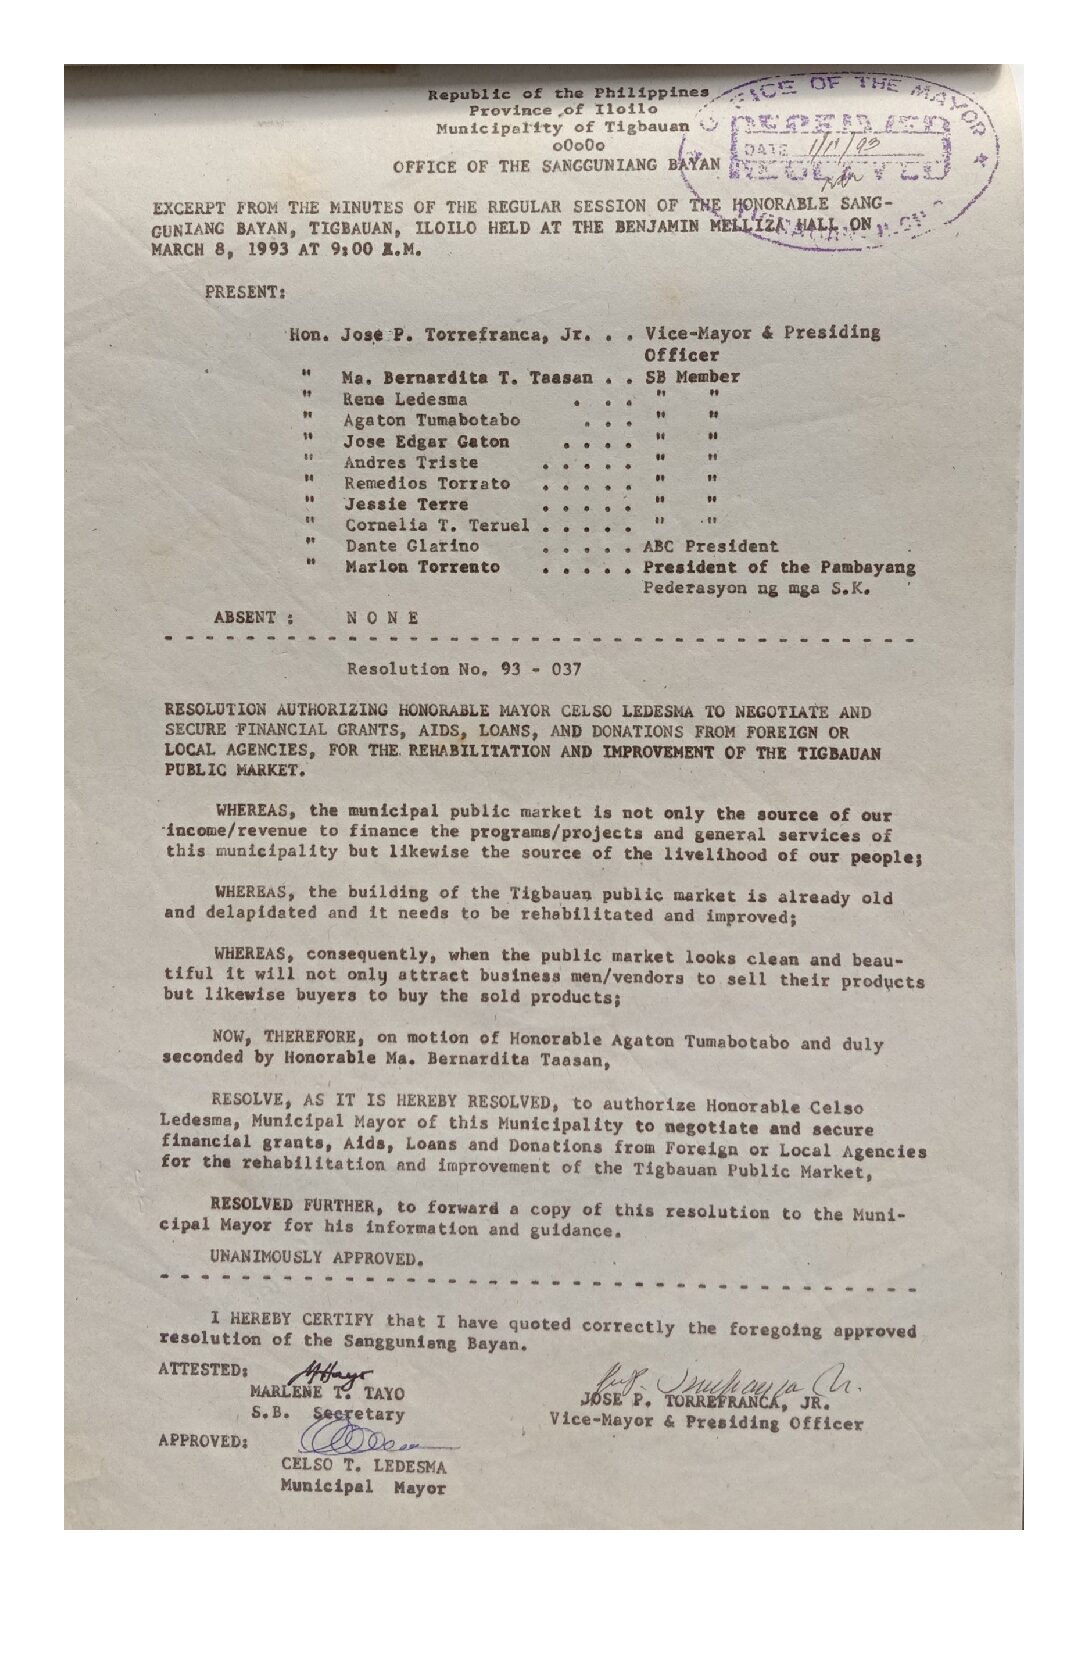 Republic of the Philippines
Province of Iloilo
Municipality of Tigbauan
oOoOo
OFFICE OF THE SANGGUNIANG BAYAN
OFFICE OF THE MAYOR
RECEIVED
DATE
EXCERPT FROM THE MINUTES OF THE REGULAR SESSION OF THE HONORABLE SANG-
GUNIANG BAYAN, TIGBAUAN, ILOILO HELD AT THE BENJAMIN MELLIZA HALL ON
MARCH 8, 1993 AT 9:00 A.M.
PRESENT:
Hon. Jose P. Torrefranca, Jr. . . Vice-Mayor & Presiding
Officer
" Ma. Bernardita T. Taasan . . SB Member
" Rene Ledesma . . . " "
" Agaton Tumabotabo . . . " "
" Jose Edgar Gaton . . . . " "
" Andres Triste . . . . . " "
" Remedios Torrato . . . . . " "
" Jessie Terre . . . . . " "
" Cornelia T. Teruel . . . . . " "
" Dante Glarino . . . . . ABC President
" Marlon Torrento . . . . . President of the Pambayang
Pederasyon ng mga S.K.
ABSENT : N O N E
- - - - - - - - - - - - - - - - - - - - - - - - - - - - - - - - - - - - -
Resolution No. 93 - 037
RESOLUTION AUTHORIZING HONORABLE MAYOR CELSO LEDESMA TO NEGOTIATE AND
SECURE FINANCIAL GRANTS, AIDS, LOANS, AND DONATIONS FROM FOREIGN OR
LOCAL AGENCIES, FOR THE REHABILITATION AND IMPROVEMENT OF THE TIGBAUAN
PUBLIC MARKET.
WHEREAS, the municipal public market is not only the source of our
income/revenue to finance the programs/projects and general services of
this municipality but likewise the source of the livelihood of our people;
WHEREAS, the building of the Tigbauan public market is already old
and delapidated and it needs to be rehabilitated and improved;
WHEREAS, consequently, when the public market looks clean and beau-
tiful it will not only attract business men/vendors to sell their products
but likewise buyers to buy the sold products;
NOW, THEREFORE, on motion of Honorable Agaton Tumabotabo and duly
seconded by Honorable Ma. Bernardita Taasan,
RESOLVE, AS IT IS HEREBY RESOLVED, to authorize Honorable Celso
Ledesma, Municipal Mayor of this Municipality to negotiate and secure
financial grants, Aids, Loans and Donations from Foreign or Local Agencies
for the rehabilitation and improvement of the Tigbauan Public Market,
RESOLVED FURTHER, to forward a copy of this resolution to the Muni-
cipal Mayor for his information and guidance.
UNANIMOUSLY APPROVED.
- - - - - - - - - - - - - - - - - - - - - - - - - - - - - - - - - - - - -
I HEREBY CERTIFY that I have quoted correctly the foregoing approved
resolution of the Sangguniang Bayan.
ATTESTED:
MARLENE T. TAYO
S.B. Secretary
JOSE P. TORREFRANCA, JR.
Vice-Mayor & Presiding Officer
APPROVED:
CELSO T. LEDESMA
Municipal Mayor